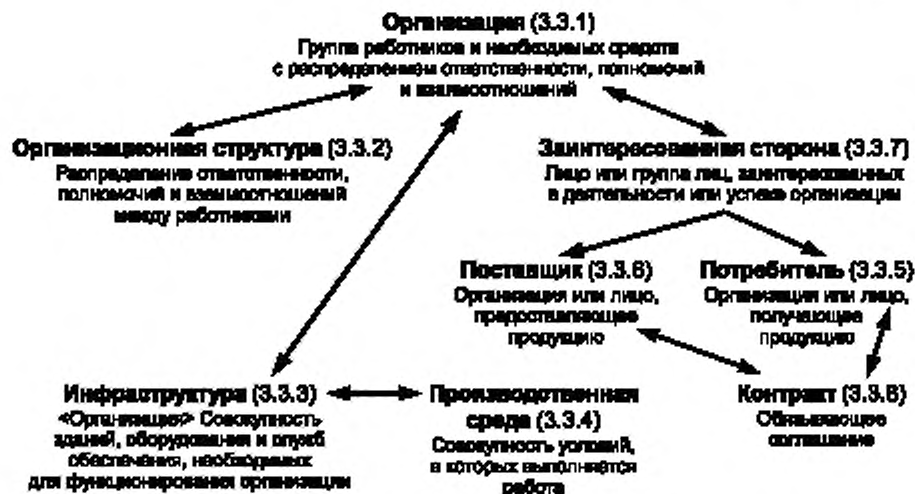 Организация (3.3.1)
Группа работников и необходимых средств
с распределением ответственности, полномочий
и взаимоотношений
Организационная структура (3.3.2)
Распределение ответственности,
полномочий и взаимоотношений
между работниками
Заинтересованная сторона (3.3.7)
Лицо или группа лиц, заинтересованных
в деятельности или успехе организации
Поставщик (3.3.6)
Организация или лицо,
предоставляющее
продукцию
Потребитель (3.3.5)
Организация или лицо,
получающее
продукцию
Инфраструктура (3.3.3)
«Организация» Совокупность
зданий, оборудования и служб
обеспечения, необходимых
для функционирования организации
Производственная
среда (3.3.4)
Совокупность условий,
в которых выполняется
работа
Контракт (3.3.8)
Обязывающее
соглашение